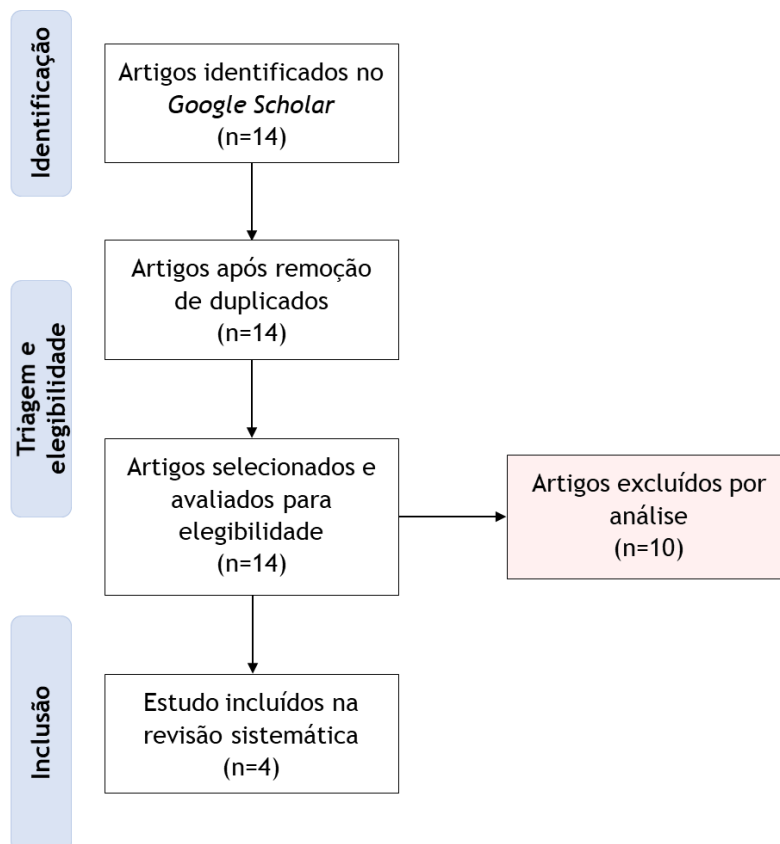 Identificação
Artigos identificados no
Google Scholar
(n=14)
Triagem e
elegibilidade
Artigos após remoção
de duplicados
(n=14)
Artigos selecionados e
avaliados para
elegibilidade
(n=14)
Artigos excluídos por
análise
(n=10)
Inclusão
Estudo incluídos na
revisão sistemática
(n=4)